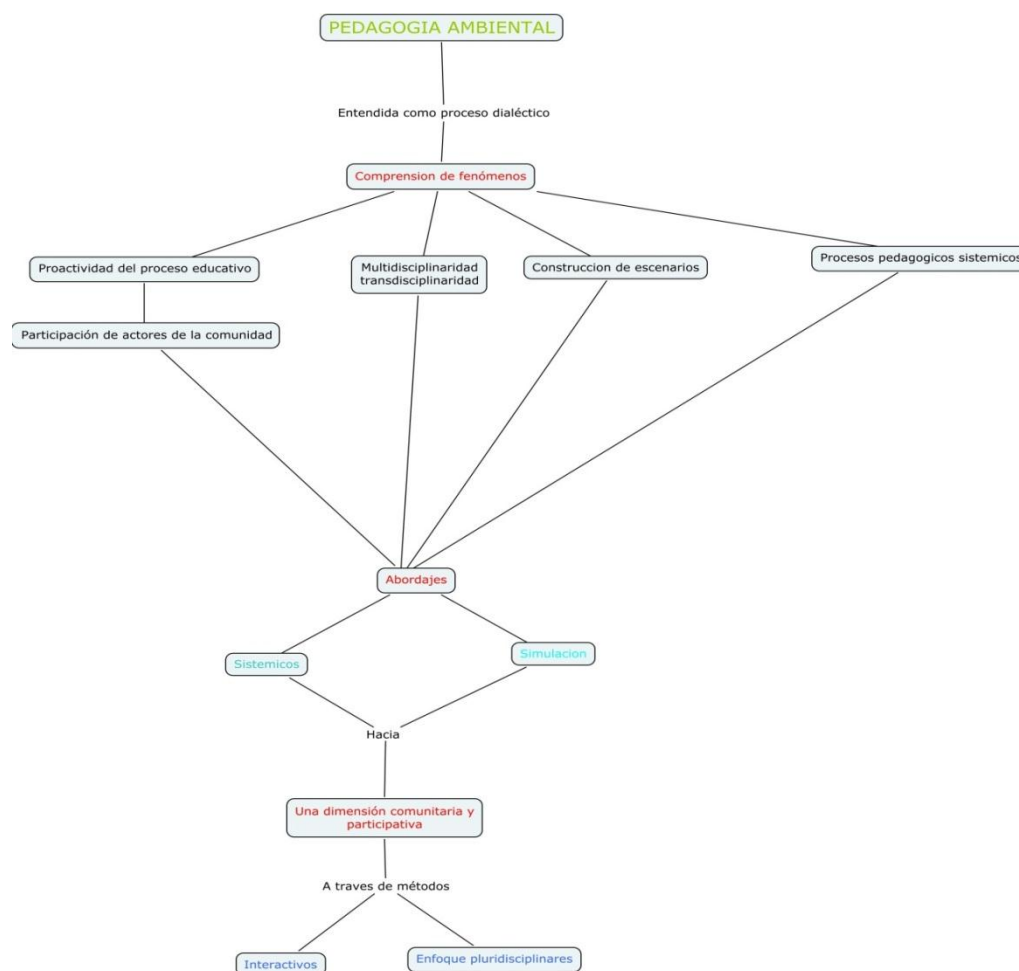 PEDAGOGIA AMBIENTAL
Entendida como proceso dialéctico
Comprension de fenómenos
Proactividad del proceso educativo
Multidisciplinaridad
transdisciplinaridad
Construccion de escenarios
Procesos pedagogicos sistemicos
Participación de actores de la comunidad
Abordajes
Sistemicos
Simulacion
Hacia
Una dimensión comunitaria y
participativa
A traves de métodos
Interactivos
Enfoque pluridisciplinares